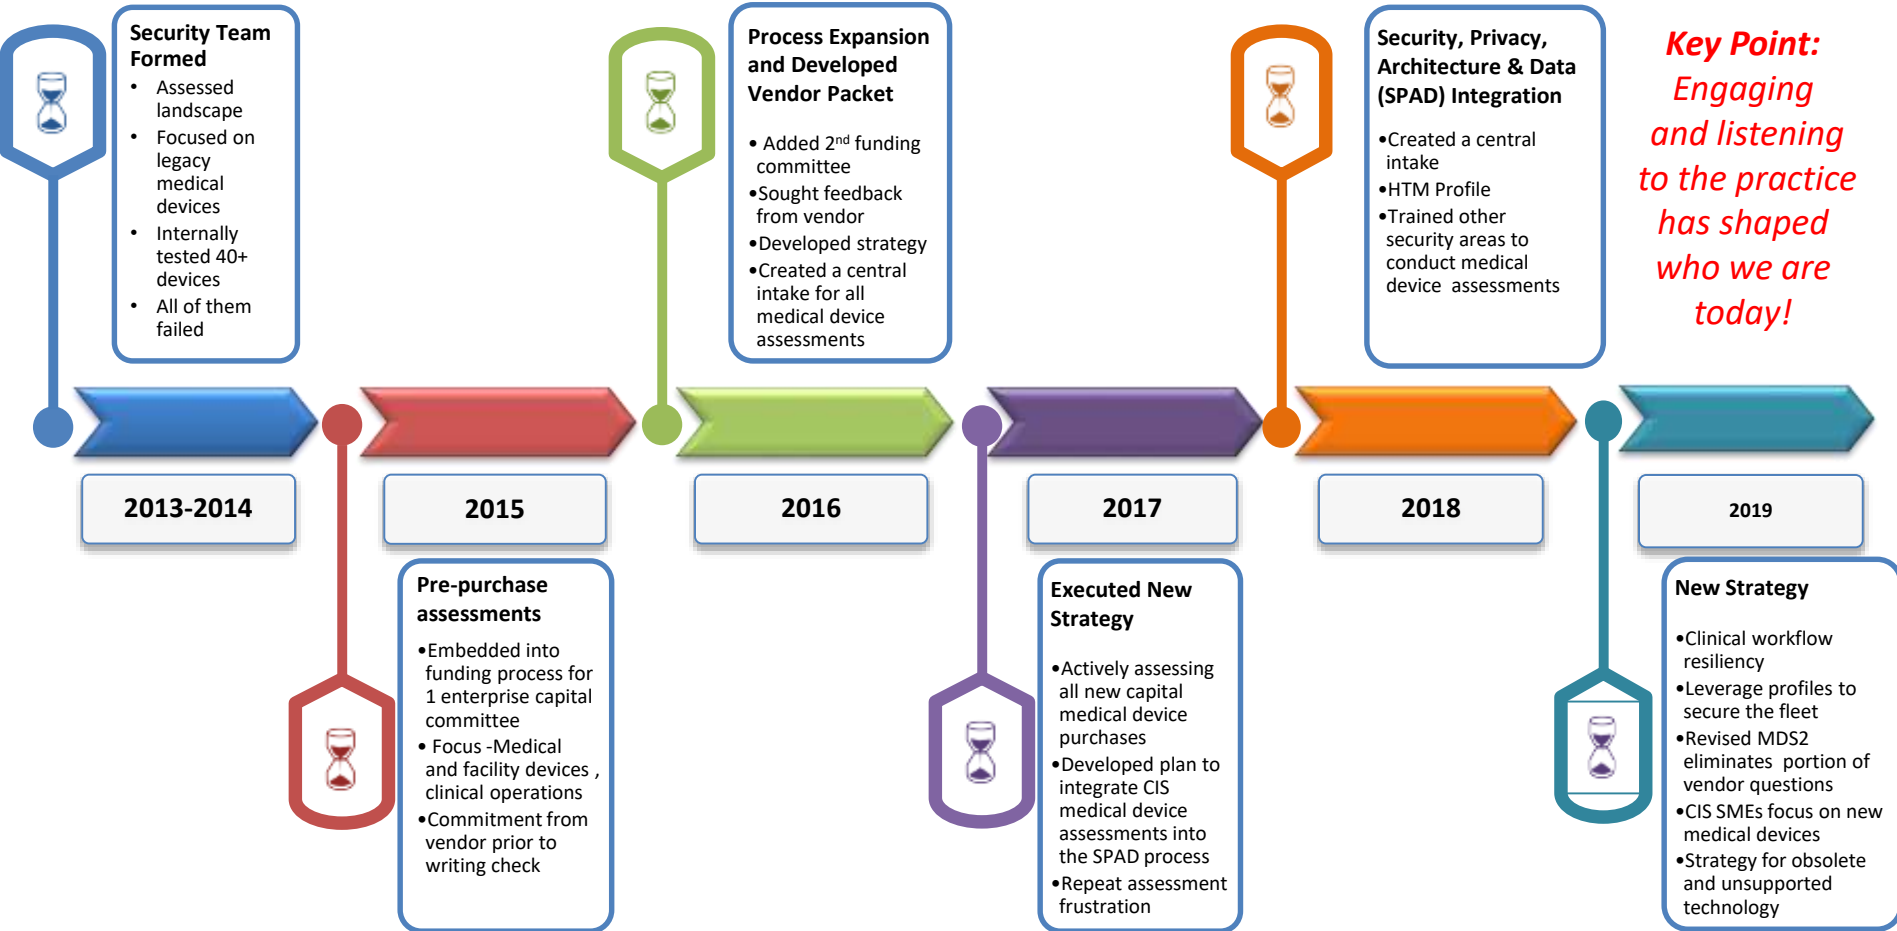 Security Team
Formed
• Assessed
landscape
• Focused on
legacy
medical
devices
• Internally
tested 40+
devices
• All of them
failed
Process Expansion
and Developed
Vendor Packet
• Added 2nd funding
committee
•Sought feedback
from vendor
•Developed strategy
•Created a central
intake for all
medical device
assessments
Security, Privacy,
Architecture & Data
(SPAD) Integration
•Created a central
intake
•HTM Profile
•Trained other
security areas to
conduct medical
device assessments
Key Point:
Engaging
and listening
to the practice
has shaped
who we are
today!
2013-2014
2015
2016
2017
2018
2019
Pre-purchase
assessments
•Embedded into
funding process for
1 enterprise capital
committee
• Focus -Medical
and facility devices ,
clinical operations
•Commitment from
vendor prior to
writing check
Executed New
Strategy
•Actively assessing
all new capital
medical device
purchases
•Developed plan to
integrate CIS
medical device
assessments into
the SPAD process
•Repeat assessment
frustration
New Strategy
•Clinical workflow
resiliency
•Leverage profiles to
secure the fleet
•Revised MDS2
eliminates portion of
vendor questions
•CIS SMEs focus on new
medical devices
•Strategy for obsolete
and unsupported
technology